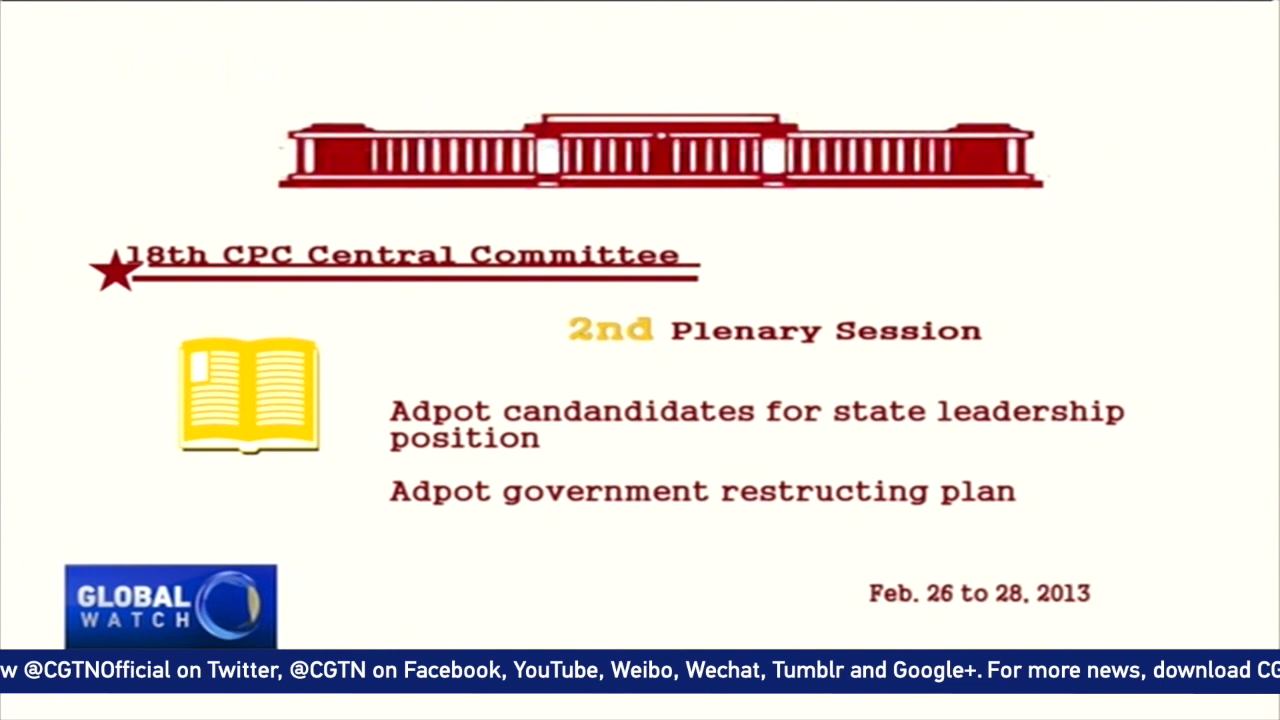 18th CPC Central Committee
2nd Plenary Session
Adpot candandidates for state leadership
position
Adpot government restructing plan
Feb. 26 to 28, 2013
GLOBAL
WATCH
w @CGTNOfficial on Twitter, @CGTN on Facebook, YouTube, Weibo, Wechat, Tumblr and Google+. For more news, download CG